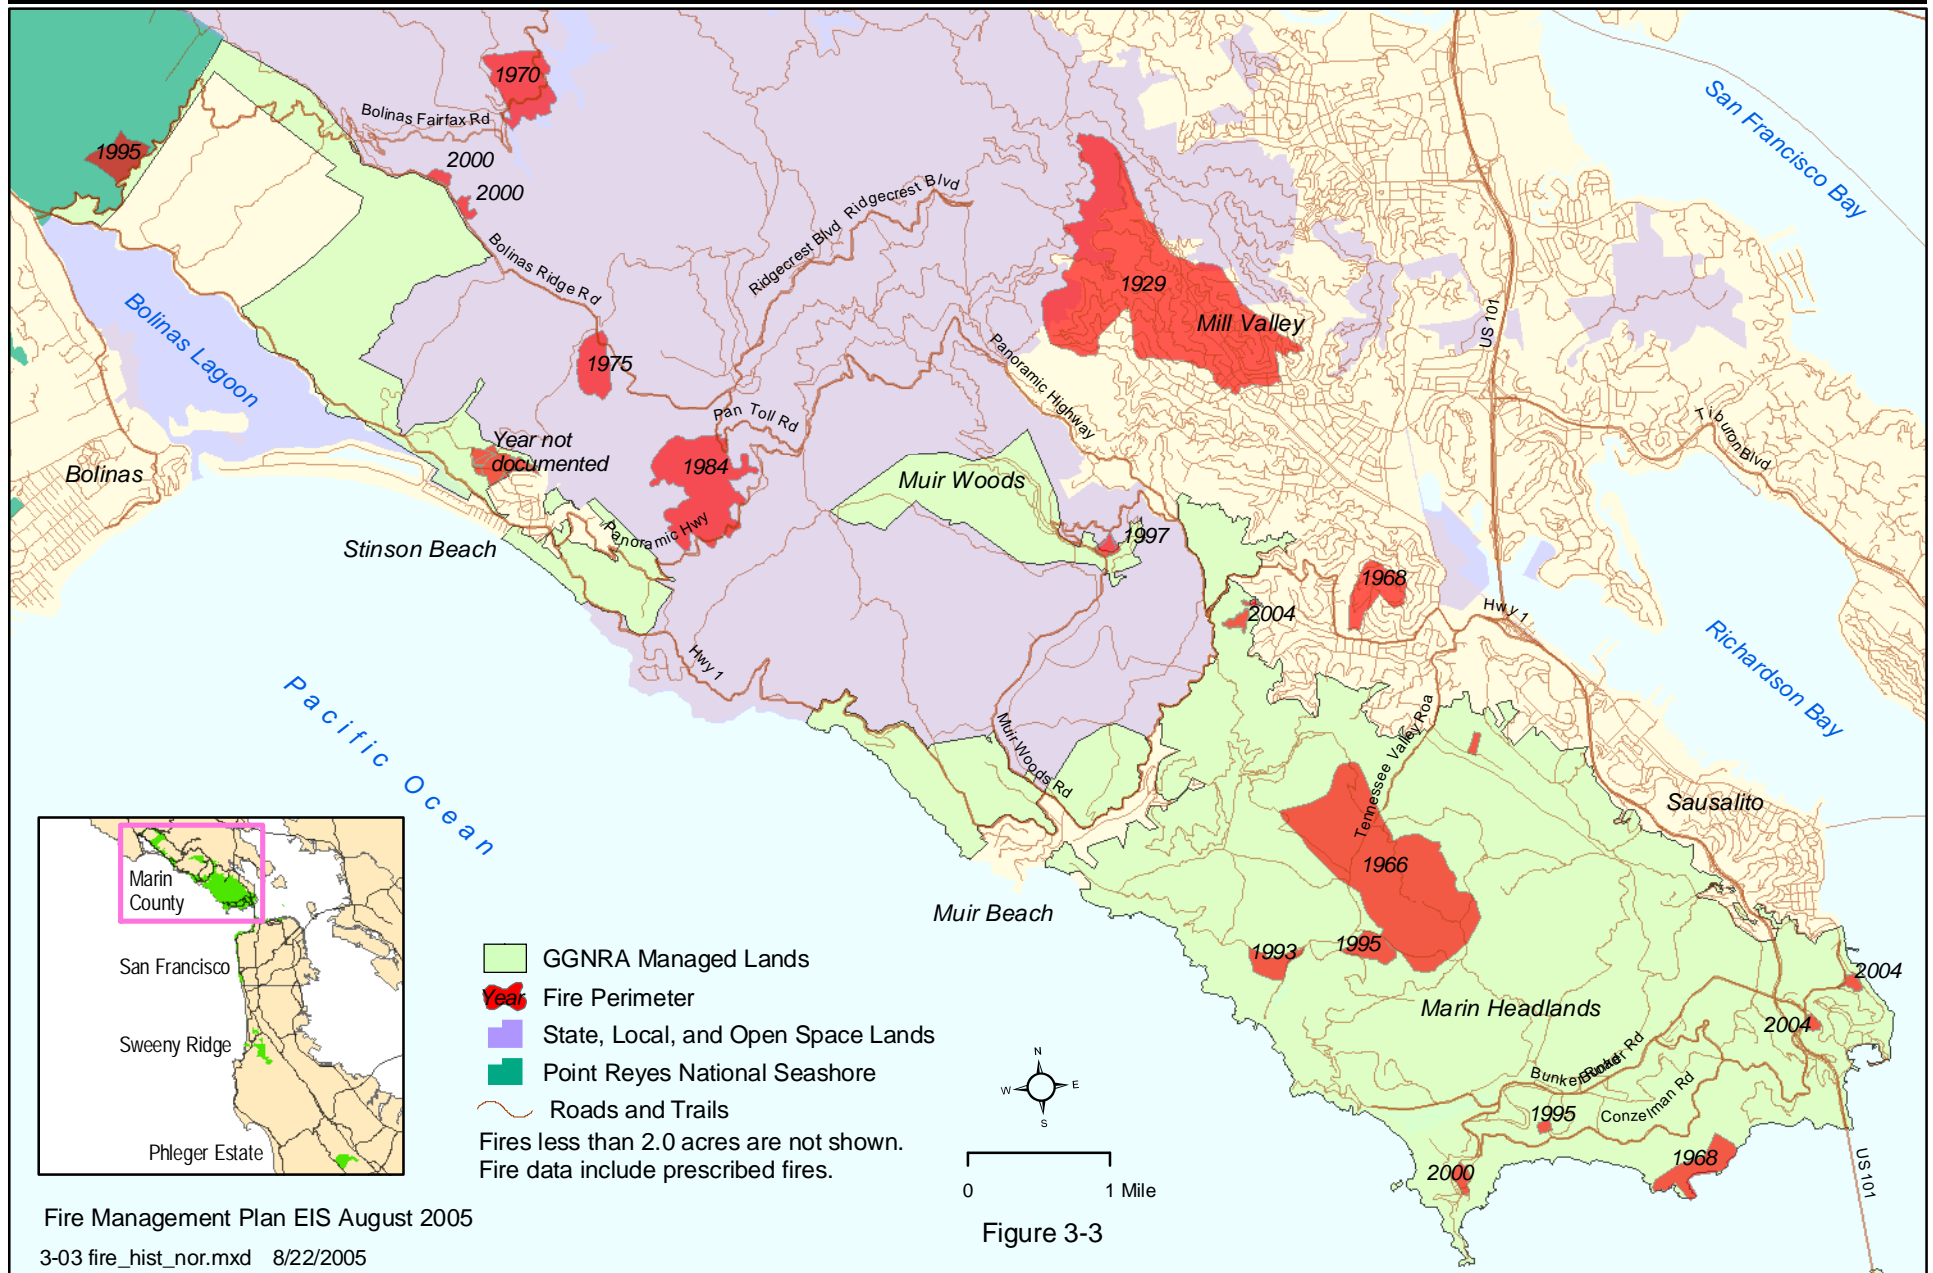 1970
San Francisco Bay
Bolinas Fairfax Rd
1995
2000
2000
Ridgecrest Blvd
Ridgecrest Blvd
Bolinas Ridge Rd
1929
Mill Valley
US 101
Bolinas Lagoon
1975
Panoramic Highway
Pan Toll Rd
Tiburon Blvd
Year not
documented
1984
Bolinas
Muir Woods
Panoramic Hwy
1997
Stinson Beach
1968
2004
Hwy 1
Richardson Bay
Hwy 1
Pacific Ocean
Muir Woods Rd
Tennessee Valley Roa
Sausalito
1966
Muir Beach
1993
1995
2004
Marin Headlands
2004
Bunker Road
Bunker Rd
Conzelman Rd
1995
2000
1968
US 101
Marin
County
San Francisco
Sweeny Ridge
Phleger Estate
GGNRA Managed Lands
Year Fire Perimeter
State, Local, and Open Space Lands
Point Reyes National Seashore
Roads and Trails
Fires less than 2.0 acres are not shown.
Fire data include prescribed fires.
N
W E
S
0 1 Mile
Figure 3-3
Fire Management Plan EIS August 2005
3-03 fire_hist_nor.mxd 8/22/2005